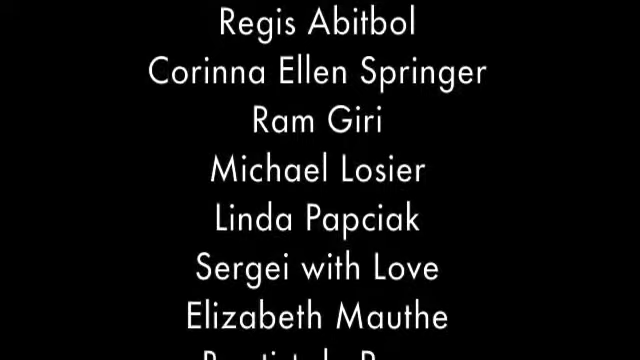 Regis Abitbol
Corinna Ellen Springer
Ram Giri
Michael Losier
Linda Papciak
Sergei with Love
Elizabeth Mauthe